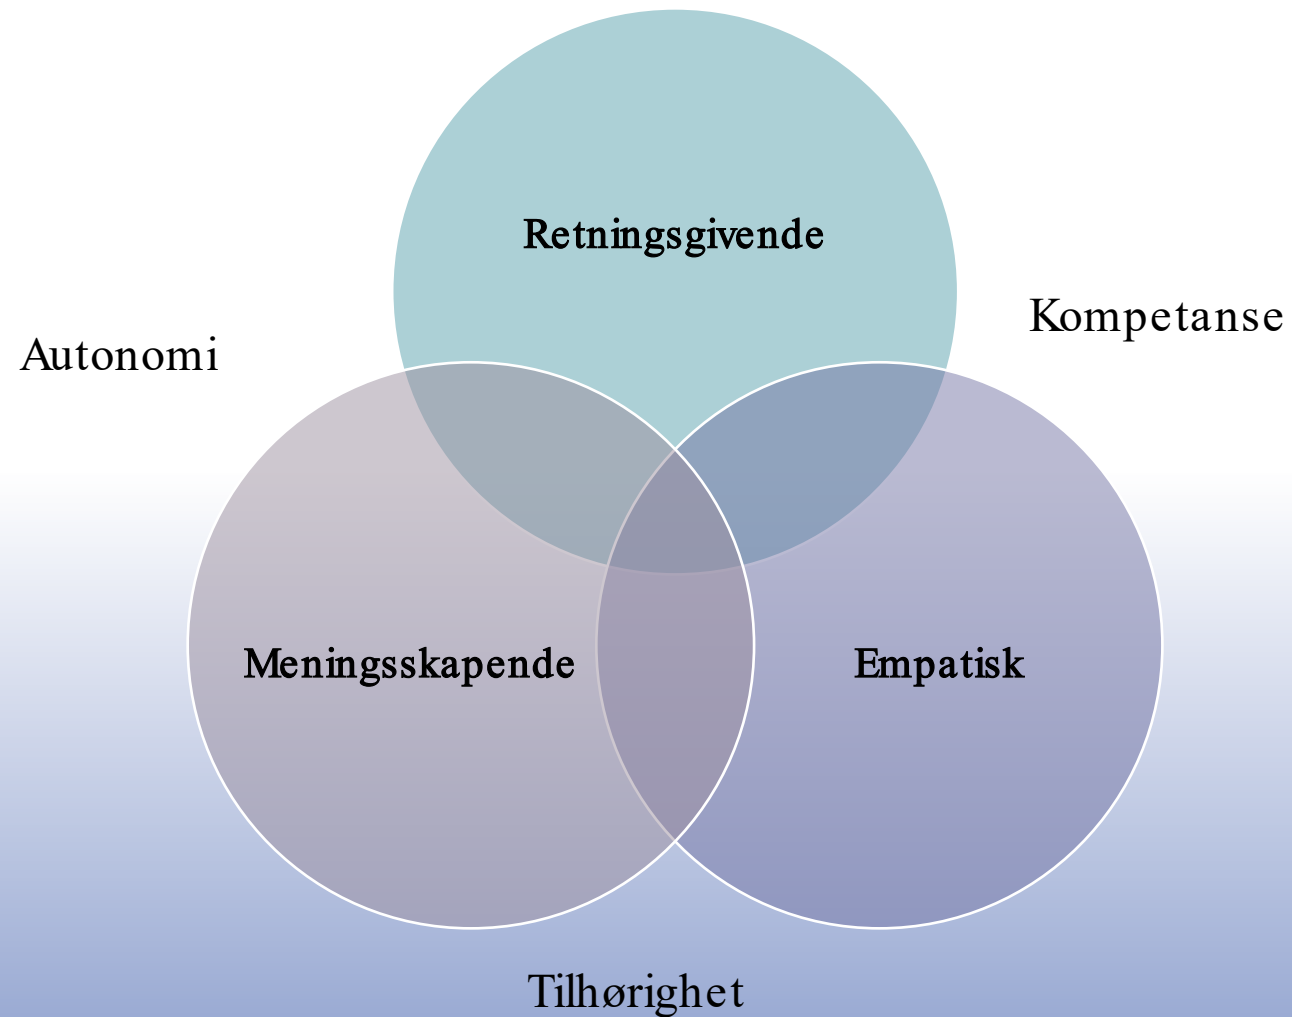 Retningsgivende
Kompetanse
Autonomi
Meningsskapende
Empatisk
Tilhørighet